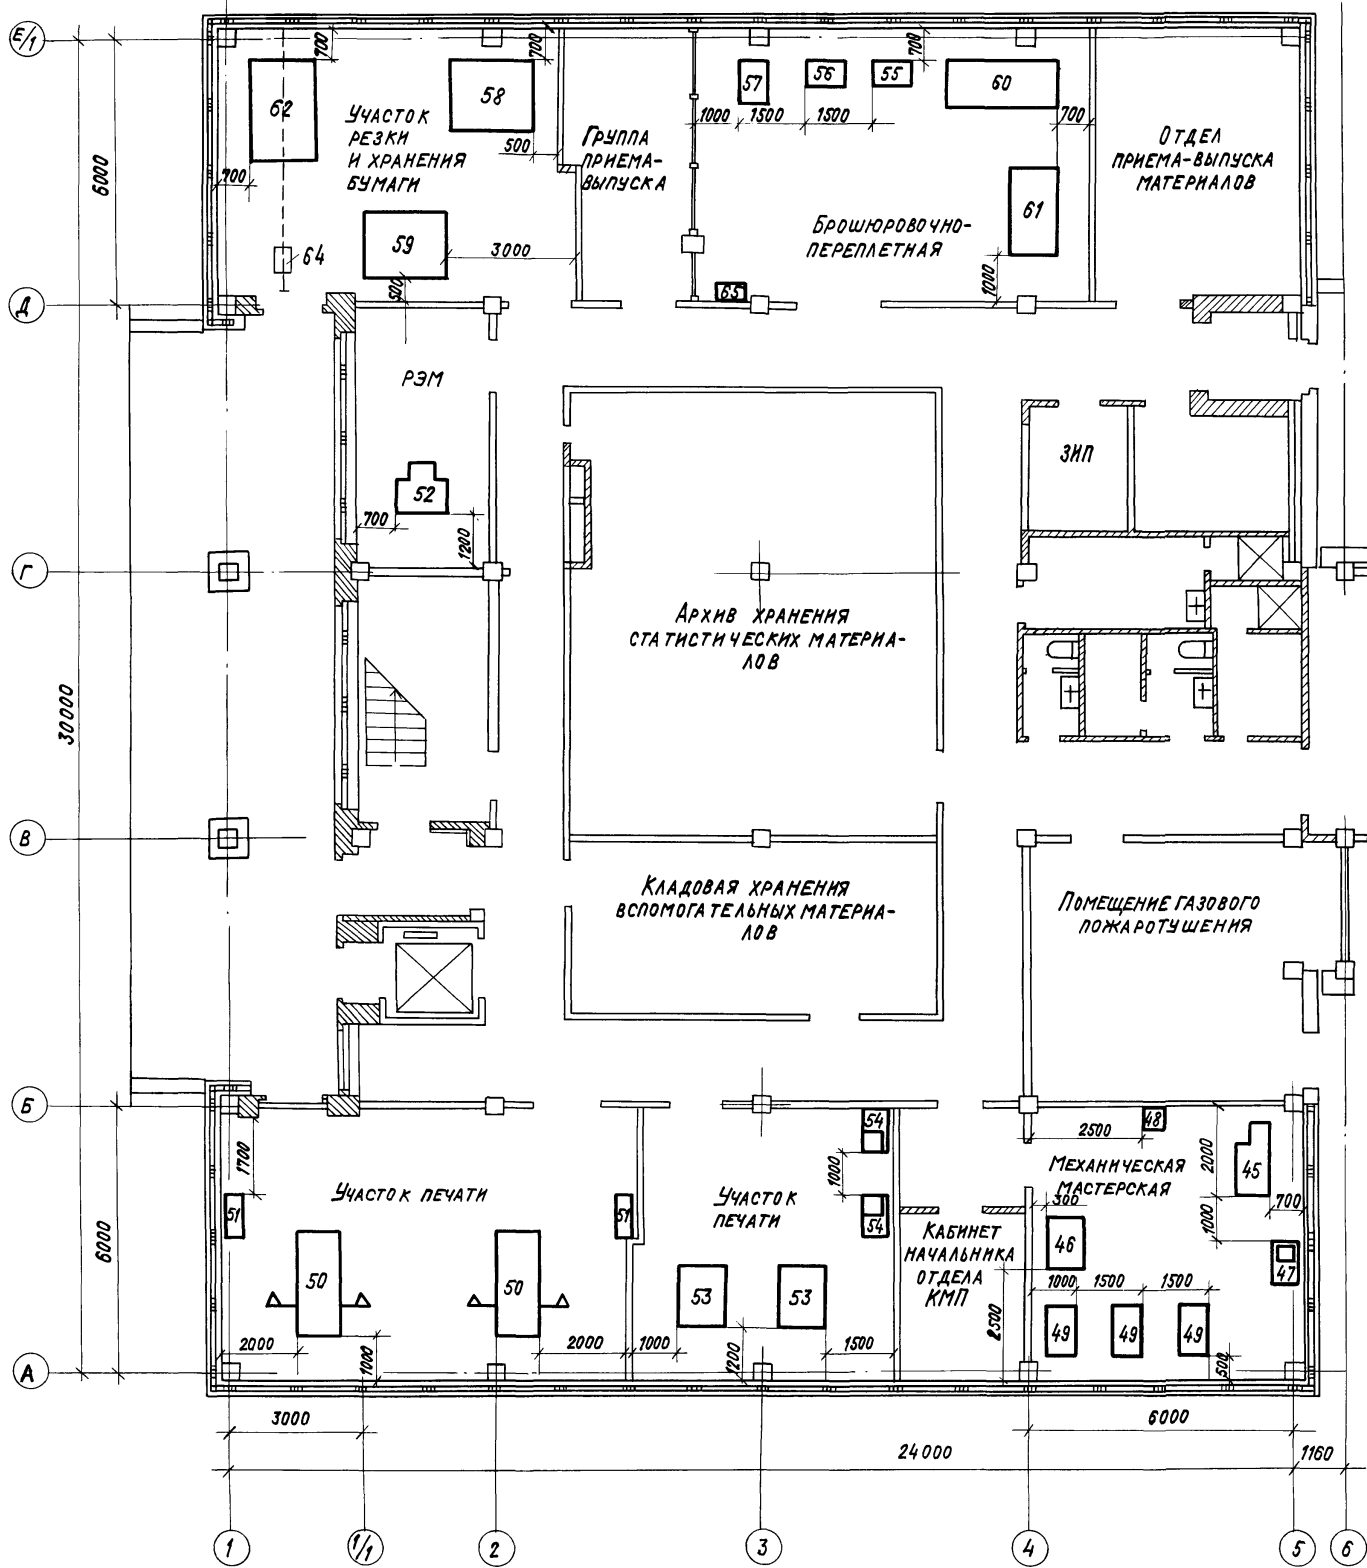 Е/1
700
700
700
62
58
57
56
55
60
Участок
резки
и хранения
бумаги
Группа
приема-
выпуска
1000
1500
1500
700
Отдел
приема-выпуска
материалов
500
6000
700
59
64
3000
500
Брошюровочно-
переплетная
61
1000
65
Д
РЭМ
ЗИП
52
700
1200
Г
Архив хранения
статистических материа-
лов
30000
В
Кладовая хранения
вспомогательных материа-
лов
Помещение газового
пожаротушения
Б
54
48
2500
1700
1000
2000
45
Механическая
мастерская
Участок печати
Участок
печати
300
700
51
51
54
1000
Кабинет
начальника
отдела
КМП
46
47
6000
50
50
53
53
1000
1500
1500
49
49
49
2500
2000
1000
2000
1000
1200
1500
500
А
3000
6000
24000
1160
1
1/1
2
3
4
5
6